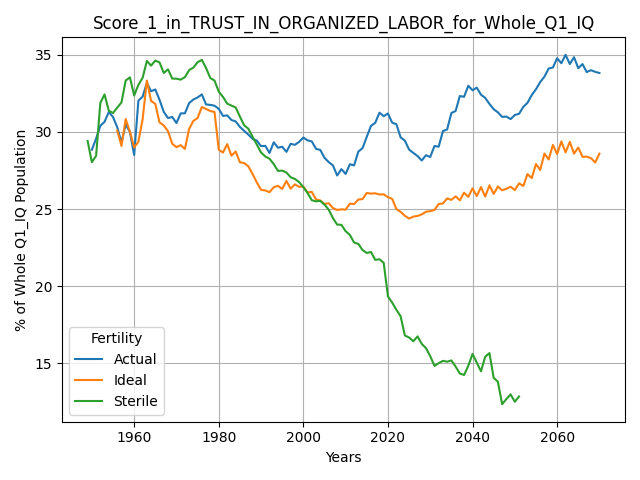 Score_1_in_TRUST_IN_ORGANIZED_LABOR_for_Whole_Q1_IQ
% of Whole Q1_IQ Population
35
30
25
20
15
Fertility
Actual
Ideal
Sterile
1960 1980 2000 2020 2040 2060
Years